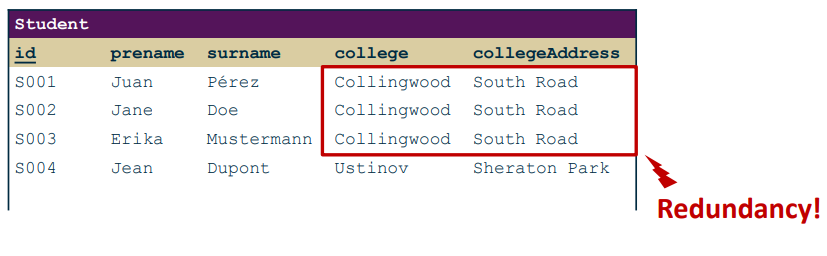 Student
id prename surname college collegeAddress
S001 Juan Pérez Collingwood South Road
S002 Jane Doe Collingwood South Road
S003 Erika Mustermann Collingwood South Road
S004 Jean Dupont Ustinov Sheraton Park
Redundancy!